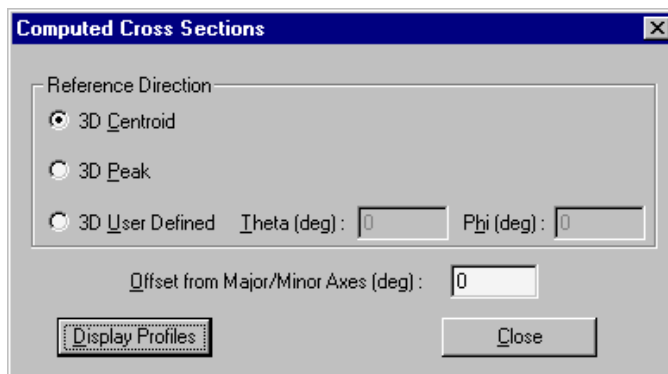 Computed Cross Sections
Reference Direction
3D Centroid
3D Peak
3D User Defined Theta (deg) : 0 Phi (deg) : 0
Offset from Major/Minor Axes (deg) : 0
Display Profiles Close